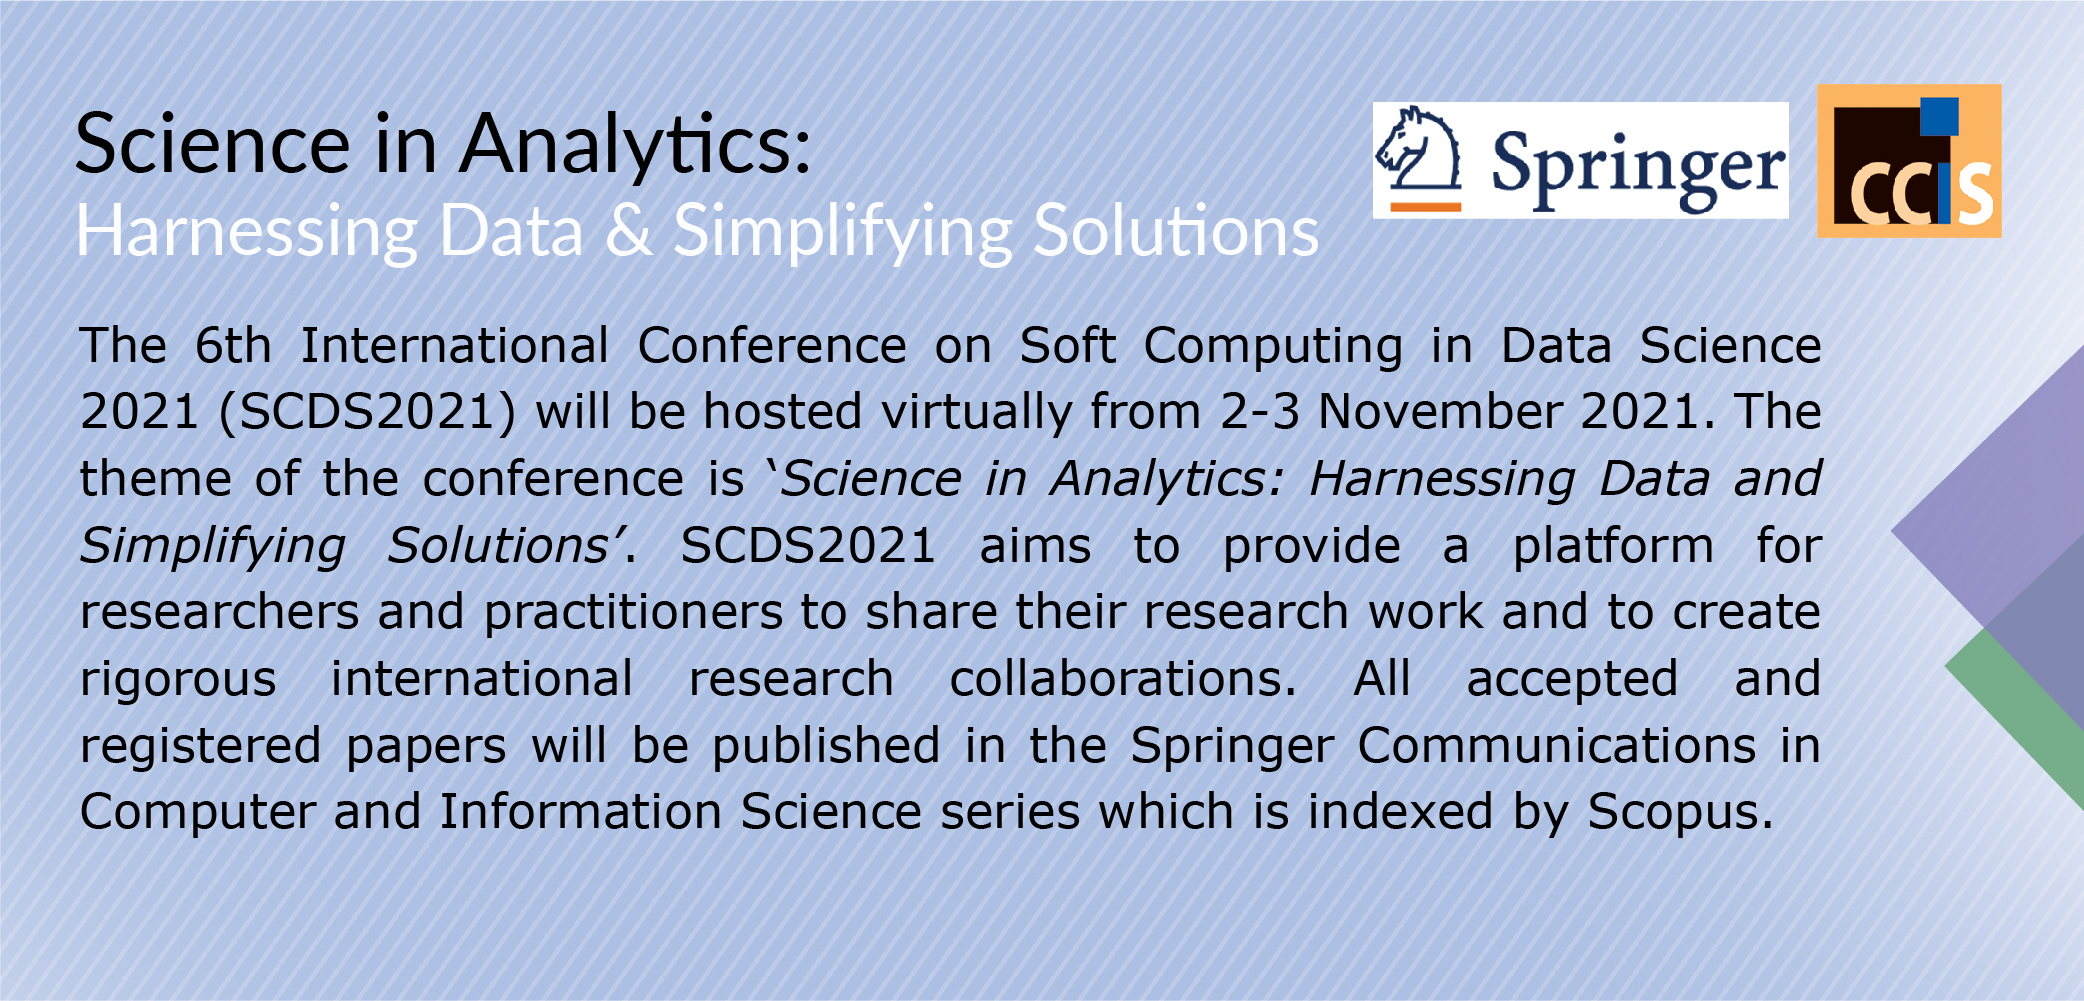 Science in Analytics:
Harnessing Data & Simplifying Solutions
Springer
CCIS
The 6th International Conference on Soft Computing in Data Science
2021 (SCDS2021) will be hosted virtually from 2-3 November 2021. The
theme of the conference is ‘Science in Analytics: Harnessing Data and
Simplifying Solutions’. SCDS2021 aims to provide a platform for
researchers and practitioners to share their research work and to create
rigorous international research collaborations. All accepted and
registered papers will be published in the Springer Communications in
Computer and Information Science series which is indexed by Scopus.